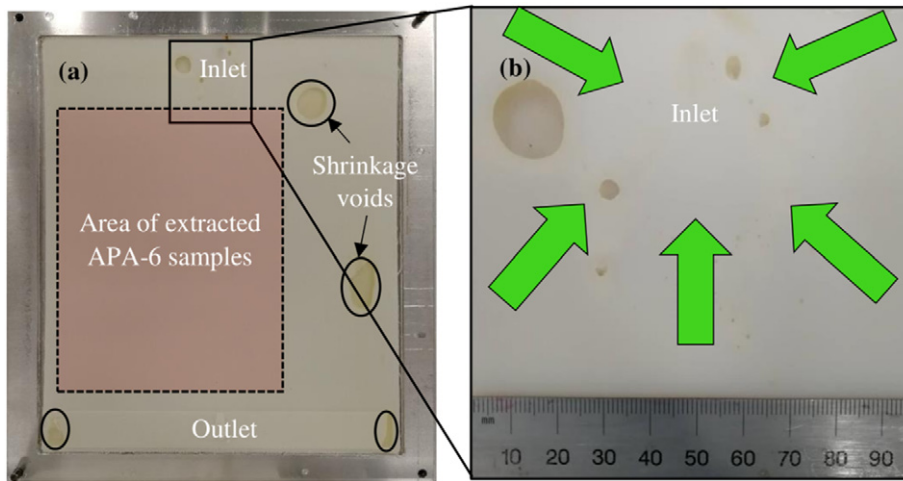 (a)
Inlet
Shrinkage
voids
Area of extracted
APA-6 samples
Outlet
(b)
Inlet
mm
10 20 30 40 50 60 70 80 90